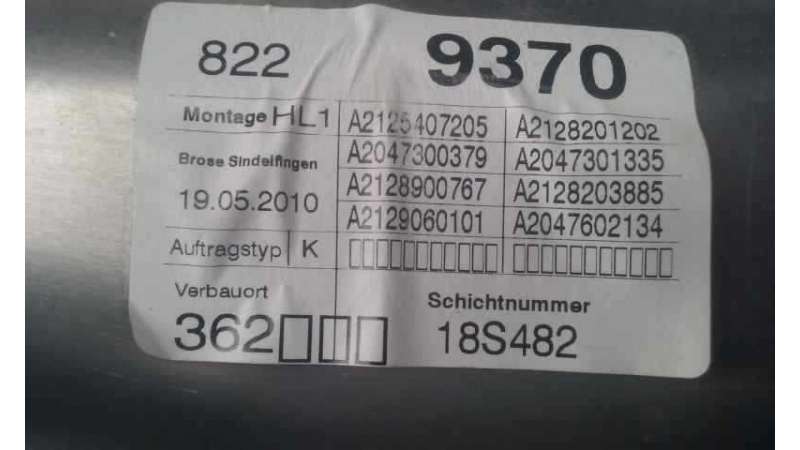 822 9370
Montage HL1 A2125407205 A2128201202
Brose Sindelfingen A2047300379 A2047301335
A2128900767 A2128203885
19.05.2010 A2129060101 A2047602134
Auftragstyp K ▯▯▯▯▯▯▯▯▯▯▯ ▯▯▯▯▯▯▯▯▯▯▯
Verbauort Schichtnummer
362▯▯▯ 18S482